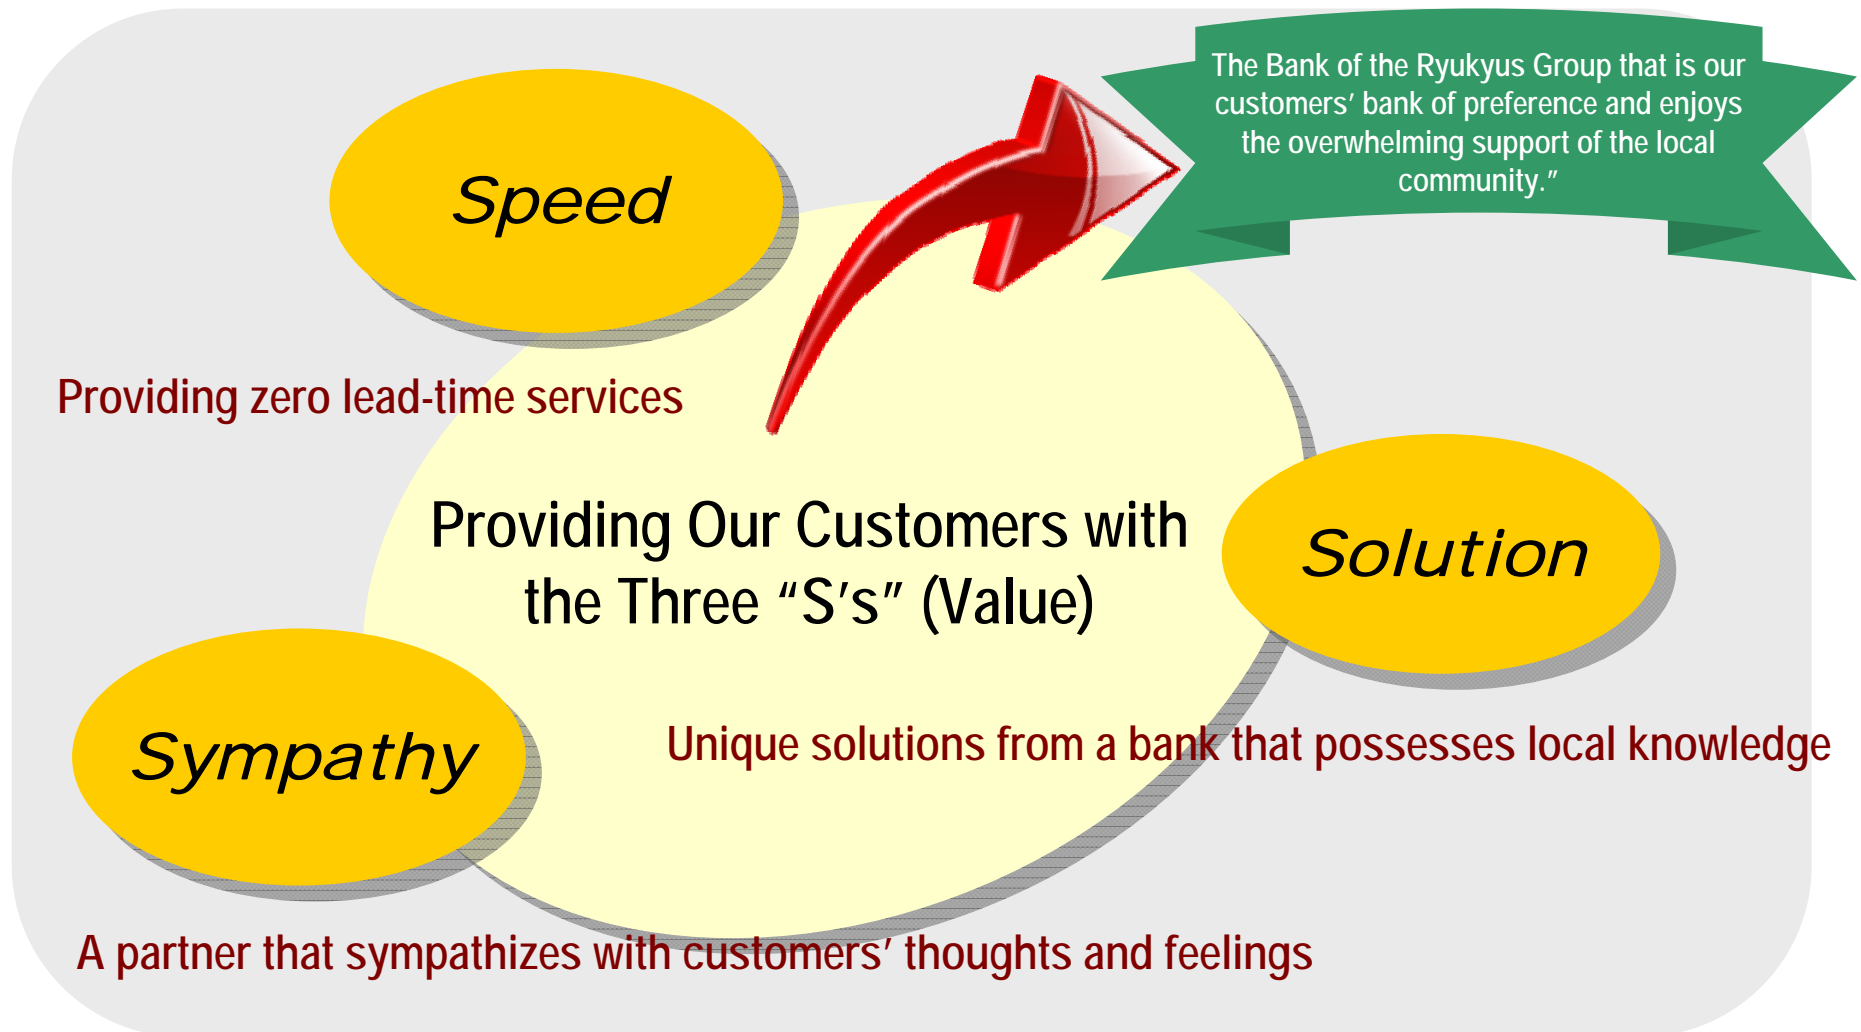 The Bank of the Ryukyus Group that is our
customers’ bank of preference and enjoys
the overwhelming support of the local
community.”
Speed
Providing zero lead-time services
Providing Our Customers with
the Three “S’s” (Value)
Solution
Unique solutions from a bank that possesses local knowledge
Sympathy
A partner that sympathizes with customers’ thoughts and feelings